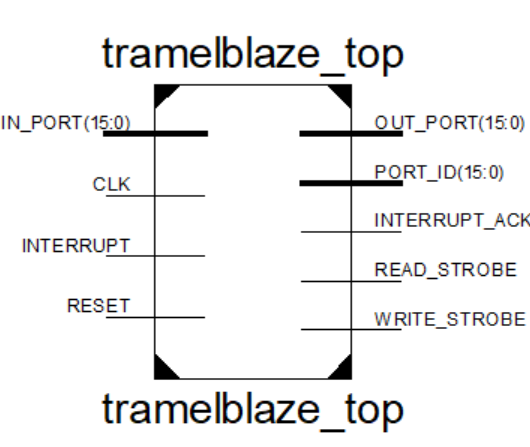 tramelblaze_top
IN_PORT(15:0)
OUT_PORT(15:0)
PORT_ID(15:0)
CLK
INTERRUPT_ACK
INTERRUPT
READ_STROBE
RESET
WRITE_STROBE
tramelblaze_top